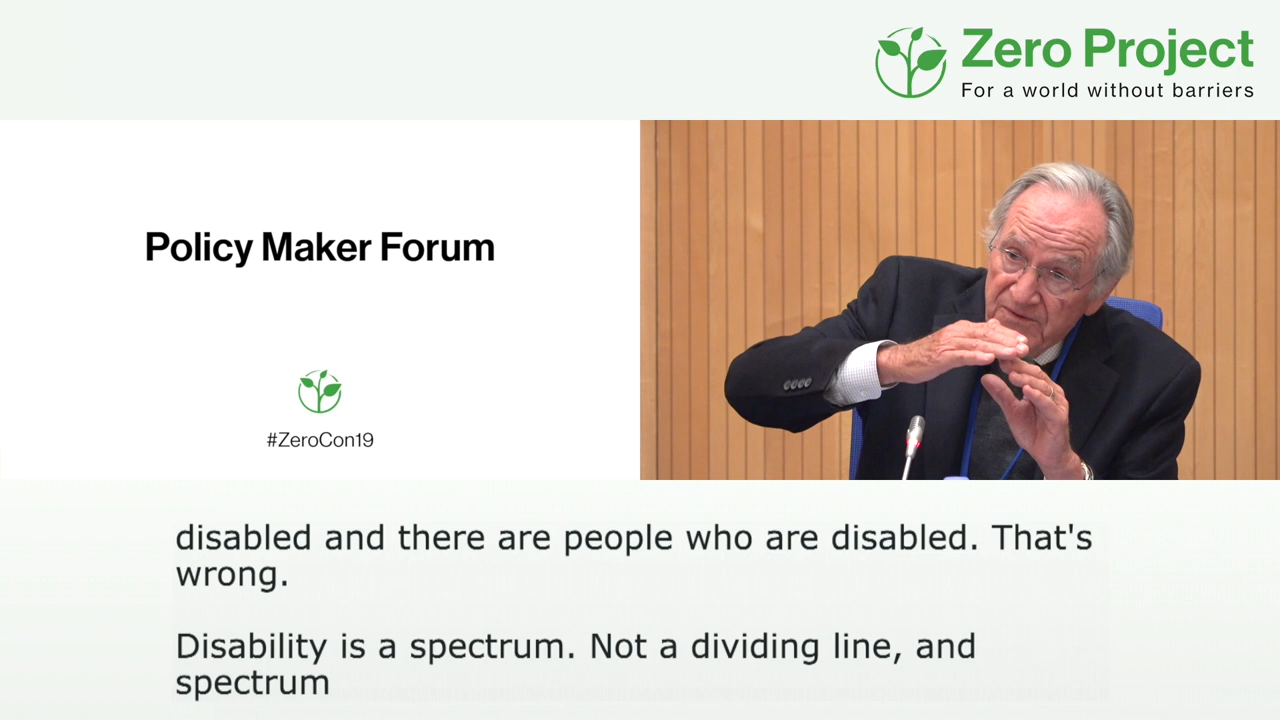 Zero Project
For a world without barriers
Policy Maker Forum
#ZeroCon19
disabled and there are people who are disabled. That's
wrong.
Disability is a spectrum. Not a dividing line, and
spectrum